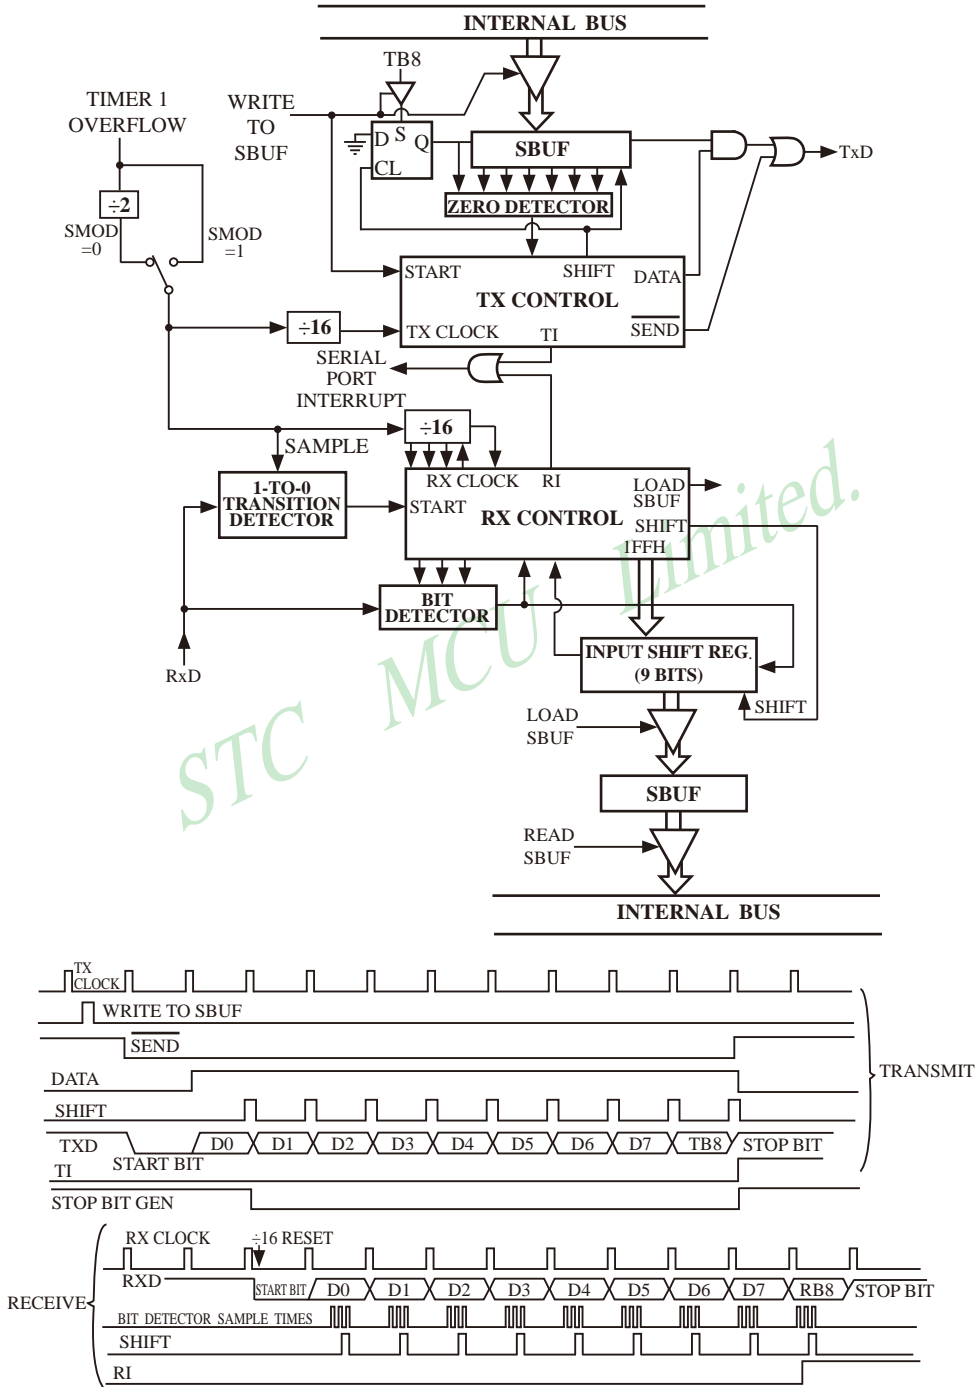 INTERNAL BUS
TB8
TIMER 1
OVERFLOW
WRITE
TO
SBUF
D S Q
CL
SBUF
TxD
ZERO DETECTOR
÷2
SMOD
=0
SMOD
=1
START
SHIFT
DATA
TX CONTROL
÷16
TX CLOCK
TI
SEND
SERIAL
PORT
INTERRUPT
÷16
SAMPLE
1-TO-0
TRANSITION
DETECTOR
RX CLOCK
RI
LOAD
SBUF
START
RX CONTROL
SHIFT
1FFH
BIT
DETECTOR
RxD
INPUT SHIFT REG.
(9 BITS)
SHIFT
LOAD
SBUF
SBUF
READ
SBUF
INTERNAL BUS
STC MCU Limited.
TX
CLOCK
WRITE TO SBUF
SEND
DATA
TRANSMIT
SHIFT
TXD
START BIT
D0 D1 D2 D3 D4 D5 D6 D7 TB8
STOP BIT
TI
STOP BIT GEN
RX CLOCK
÷16 RESET
RXD
START BIT
D0 D1 D2 D3 D4 D5 D6 D7 RB8
STOP BIT
RECEIVE
BIT DETECTOR SAMPLE TIMES
SHIFT
RI